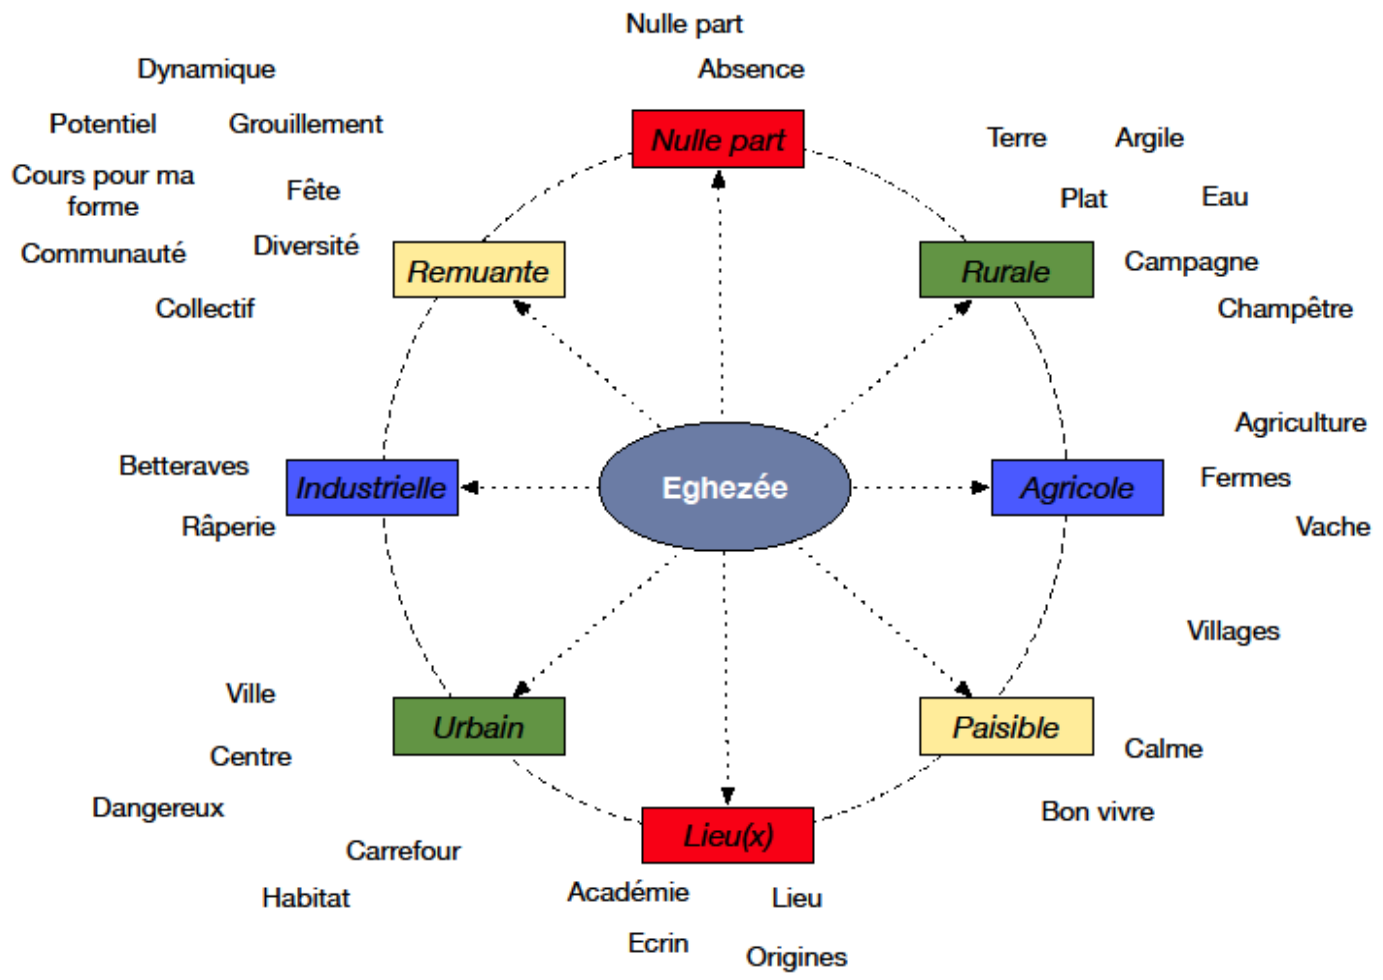 Nulle part
Absence
Dynamique
Potentiel
Grouillement
Cours pour ma
forme
Fête
Communauté
Diversité
Collectif
Nulle part
Terre
Argile
Plat
Eau
Campagne
Champêtre
Remuante
Rurale
Betteraves
Râperie
Industrielle
Eghezée
Agricole
Agriculture
Fermes
Vache
Villages
Ville
Centre
Dangereux
Carrefour
Habitat
Urbain
Lieu(x)
Paisible
Calme
Bon vivre
Académie
Lieu
Ecrin
Origines